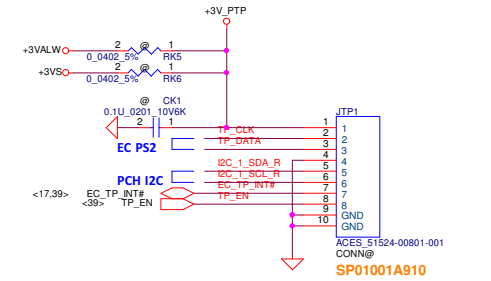 +3V_PTP
+3VALW 2 @ 1
0_0402_5% RK5
+3VS 2 @ 1
0_0402_5% RK6
@ CK1
0.1U_0201_10V6K
2 1
JTP1
1 1
TP_CLK 2 2
EC PS2 TP_DATA 3 3
4 4
I2C_1_SDA_R 5 5
PCH I2C I2C_1_SCL_R 6 6
<17,39> EC_TP_INT# EC_TP_INT# 7 7
<39> TP_EN TP_EN 8 8
9 GND
10 GND
ACES_51524-00801-001
CONN@
SP01001A910